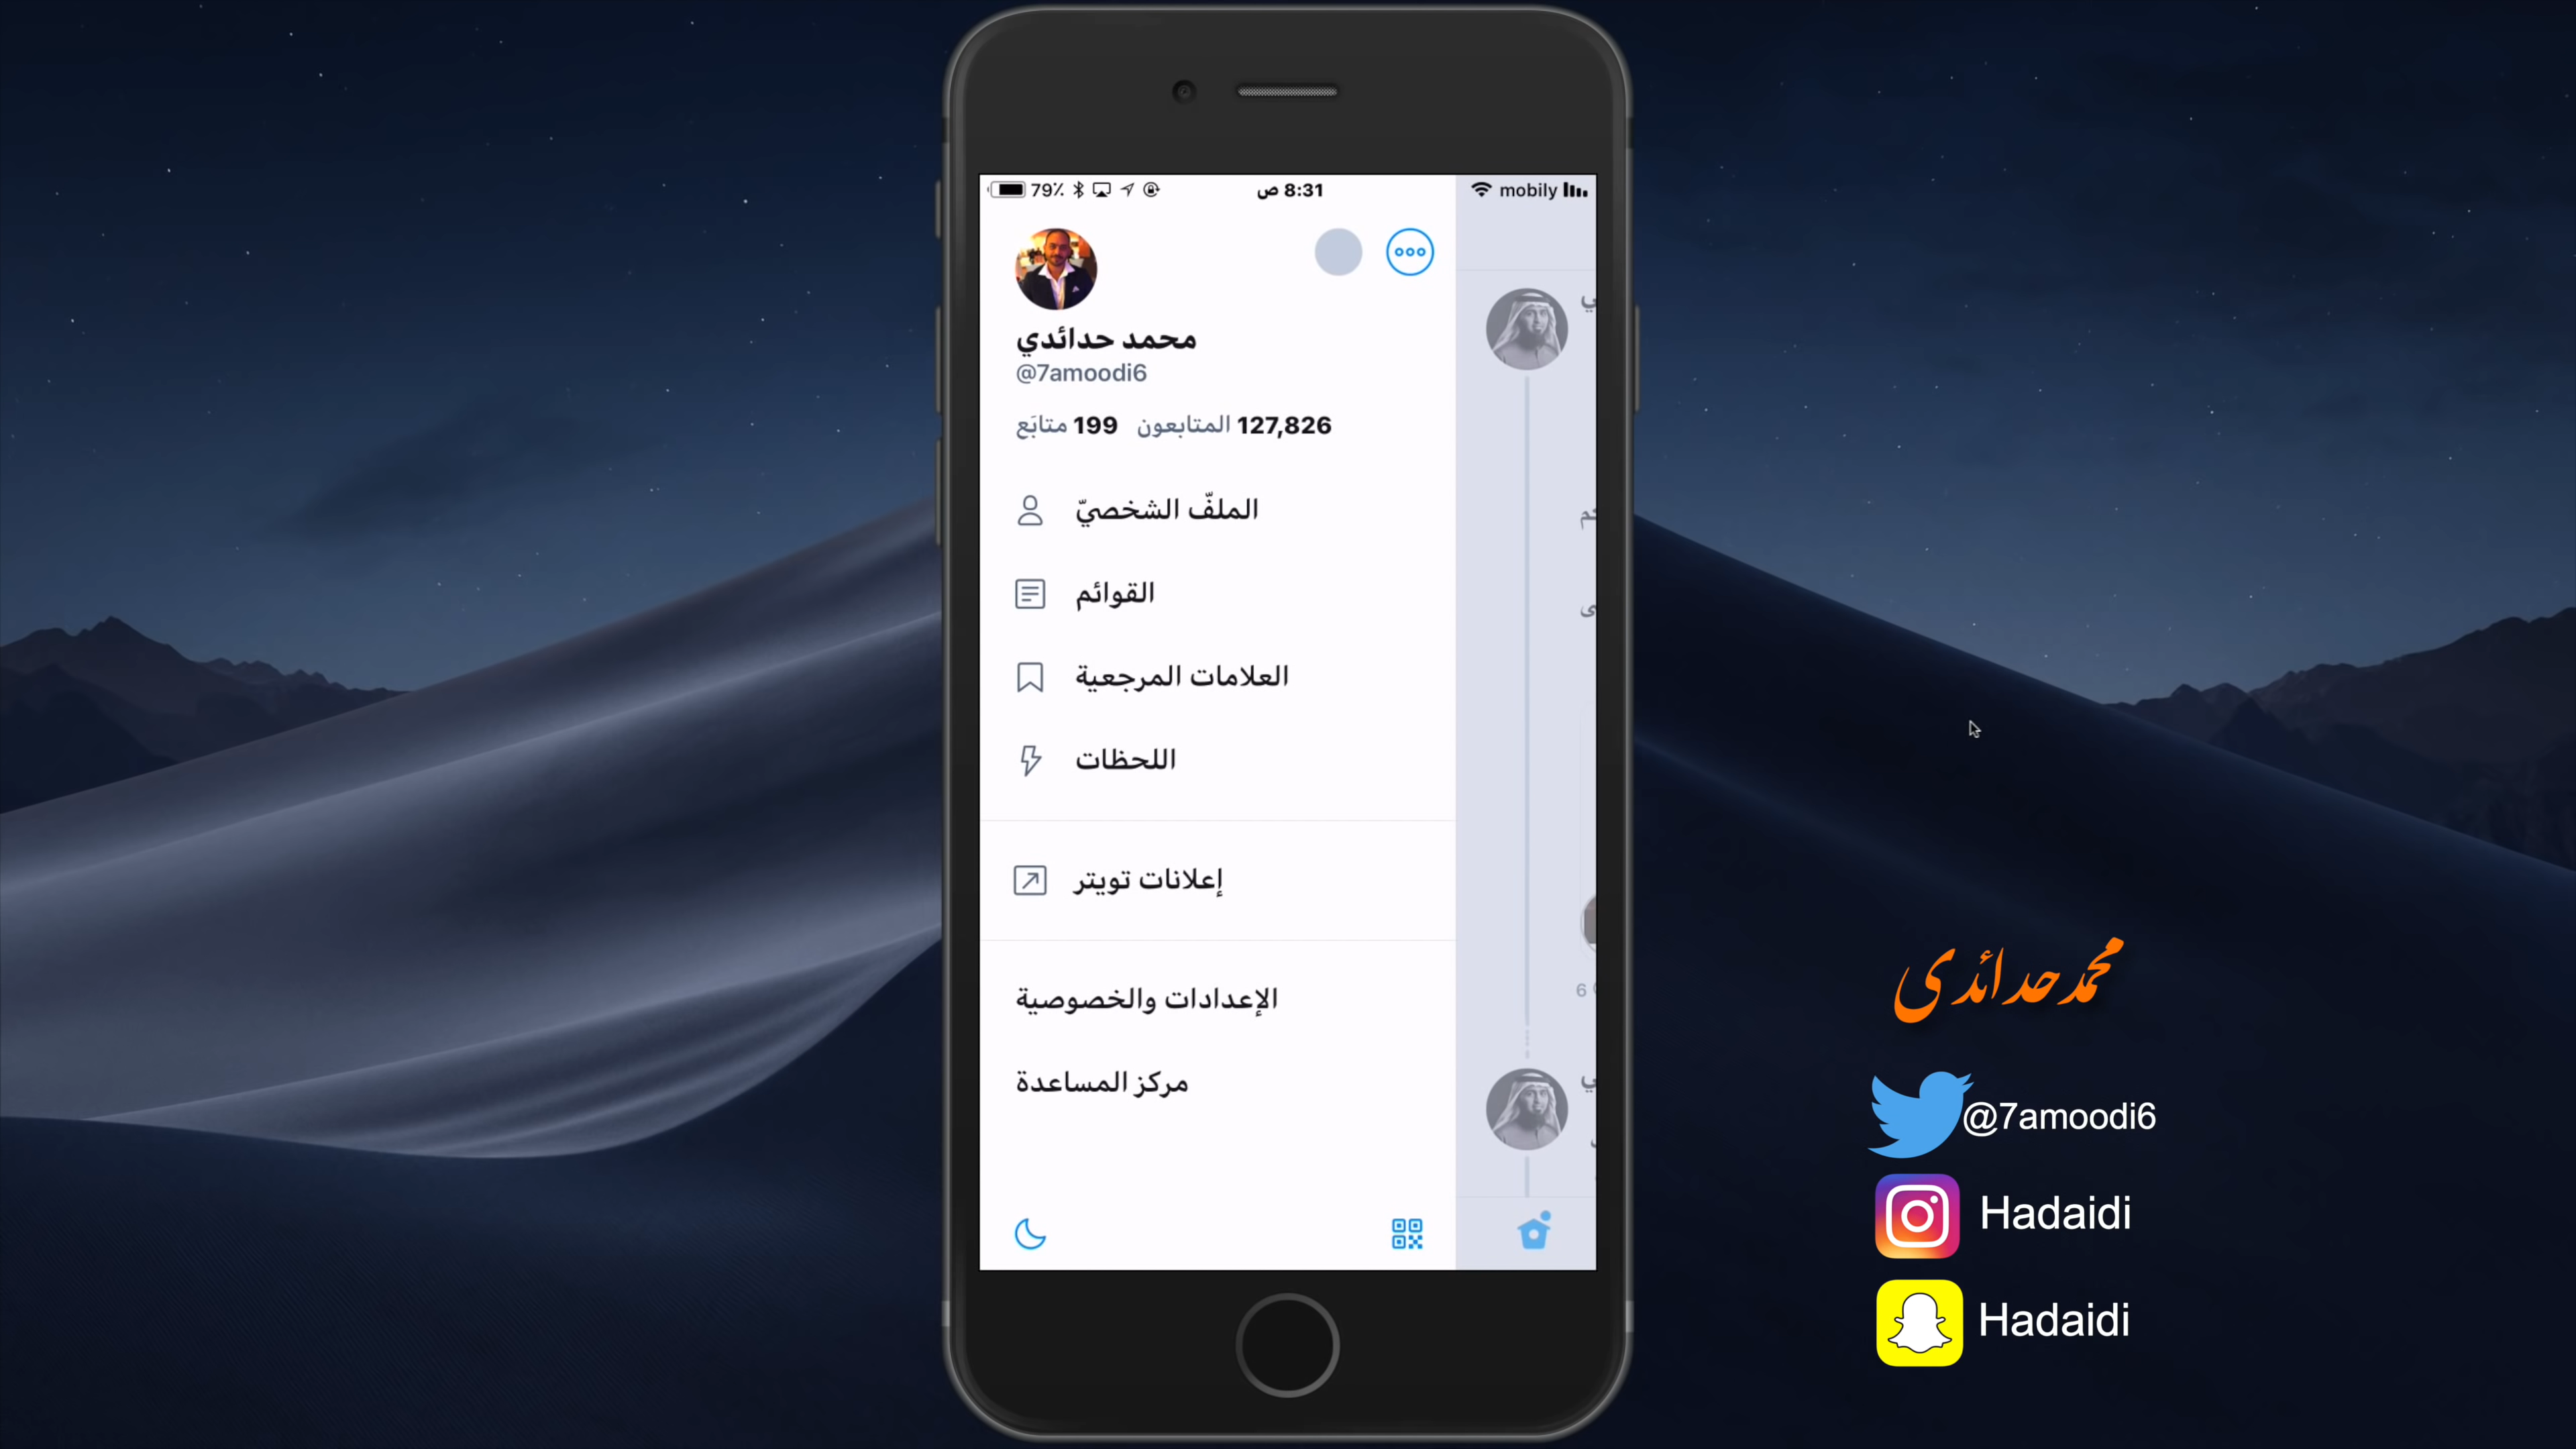 79٪ 8:31 ص mobily
محمد حدائدي
@7amoodi6
199 متابَع 127,826 المتابعون
الملفّ الشخصيّ
القوائم
العلامات المرجعية
اللحظات
إعلانات تويتر
الإعدادات والخصوصية
مركز المساعدة
محمد حدائدي
@7amoodi6
Hadaidi
Hadaidi